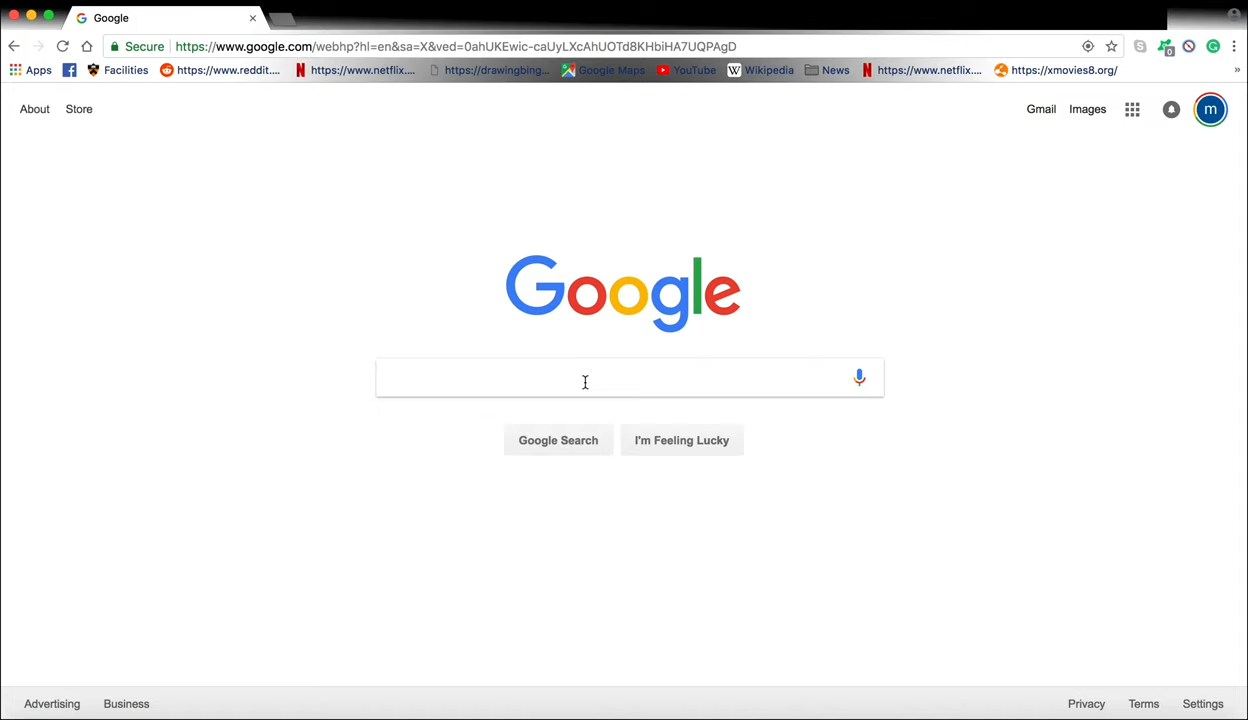 Google
Secure https://www.google.com/webhp?hl=en&sa=X&ved=0ahUKEwic-caUyLXcAhUOTd8KHbiHA7UQPAgD
0
Apps Facilities https://www.reddit.... https://www.netflix.... https://drawingbing... Google Maps YouTube W Wikipedia News https://www.netflix.... https://xmovies8.org/ »
About Store Gmail Images m
Google
Google Search I'm Feeling Lucky
Advertising Business Privacy Terms Settings